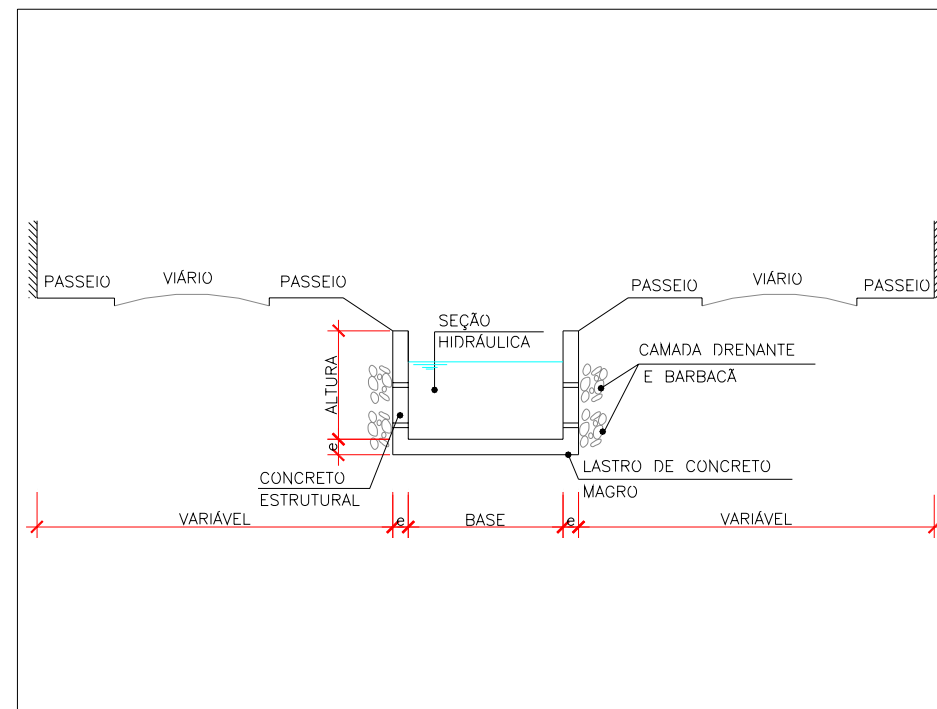 PASSEIO
VIÁRIO
PASSEIO
PASSEIO
VIÁRIO
PASSEIO
SEÇÃO
HIDRÁULICA
CAMADA DRENANTE
E BARBACÃ
ALTURA
e
CONCRETO
ESTRUTURAL
LASTRO DE CONCRETO
MAGRO
VARIÁVEL
e
BASE
e
VARIÁVEL